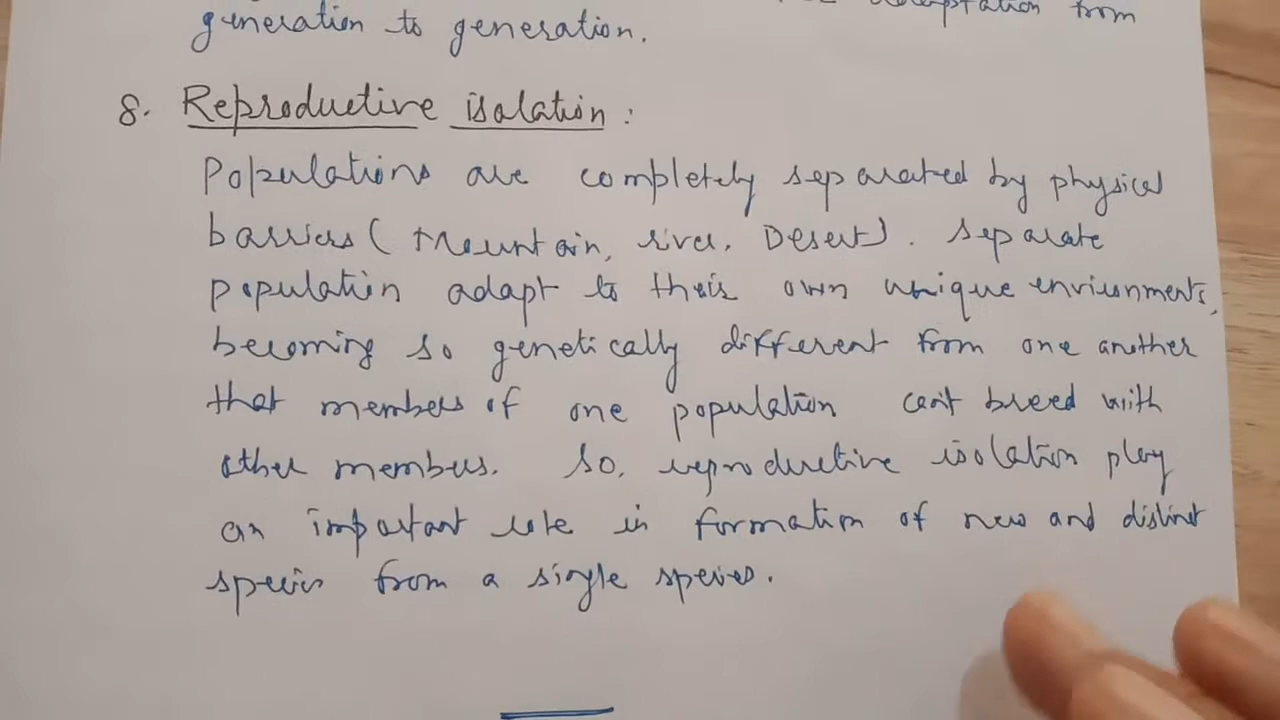 adaptation from
generation to generation.
8. Reproductive isolation :
Populations are completely separated by physical
barriers ( Mountain, river, Desert). Separate
population adapt to their own unique environments,
becoming so genetically different from one another
that members of one population can't breed with
other members. So, reproductive isolation play
an important role in formation of new and distinct
species from a single species.